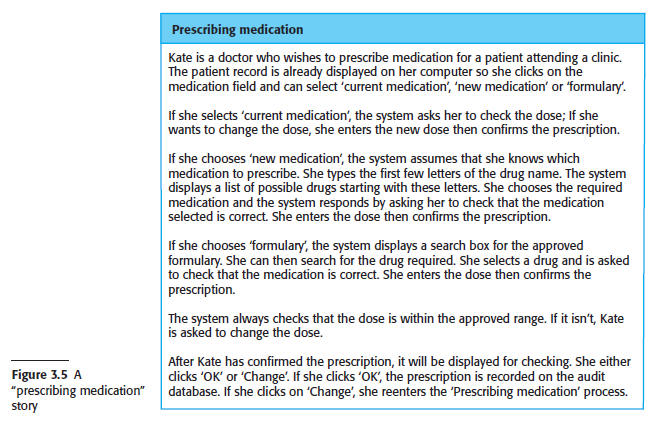 Prescribing medication
Kate is a doctor who wishes to prescribe medication for a patient attending a clinic.
The patient record is already displayed on her computer so she clicks on the
medication field and can select ‘current medication’, ‘new medication’ or ‘formulary’.
If she selects ‘current medication’, the system asks her to check the dose; If she
wants to change the dose, she enters the new dose then confirms the prescription.
If she chooses ‘new medication’, the system assumes that she knows which
medication to prescribe. She types the first few letters of the drug name. The system
displays a list of possible drugs starting with these letters. She chooses the required
medication and the system responds by asking her to check that the medication
selected is correct. She enters the dose then confirms the prescription.
If she chooses ‘formulary’, the system displays a search box for the approved
formulary. She can then search for the drug required. She selects a drug and is asked
to check that the medication is correct. She enters the dose then confirms the
prescription.
The system always checks that the dose is within the approved range. If it isn’t, Kate
is asked to change the dose.
After Kate has confirmed the prescription, it will be displayed for checking. She either
clicks ‘OK’ or ‘Change’. If she clicks ‘OK’, the prescription is recorded on the audit
database. If she clicks on ‘Change’, she reenters the ‘Prescribing medication’ process.
Figure 3.5 A
“prescribing medication”
story